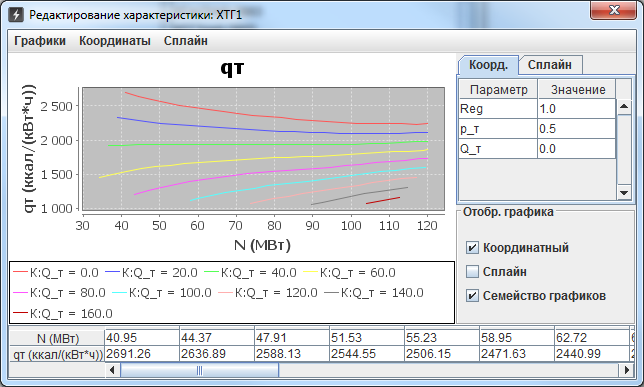 Редактирование характеристики: ХТГ1
Графики Координаты Сплайн
qт
qт (ккал/(кВт*ч))
2 500
2 000
1 500
1 000
30 40 50 60 70 80 90 100 110 120
N (МВт)
К:Q_т = 0.0 К:Q_т = 20.0 К:Q_т = 40.0 К:Q_т = 60.0
К:Q_т = 80.0 К:Q_т = 100.0 К:Q_т = 120.0 К:Q_т = 140.0
К:Q_т = 160.0
Коорд. Сплайн
Параметр Значение
Reg 1.0
p_т 0.5
Q_т 0.0
Отобр. графика
Координатный
Сплайн
Семейство графиков
N (МВт) 40.95 44.37 47.91 51.53 55.23 58.95 62.72
qт (ккал/(кВт*ч)) 2691.26 2636.89 2588.13 2544.55 2506.15 2471.63 2440.99